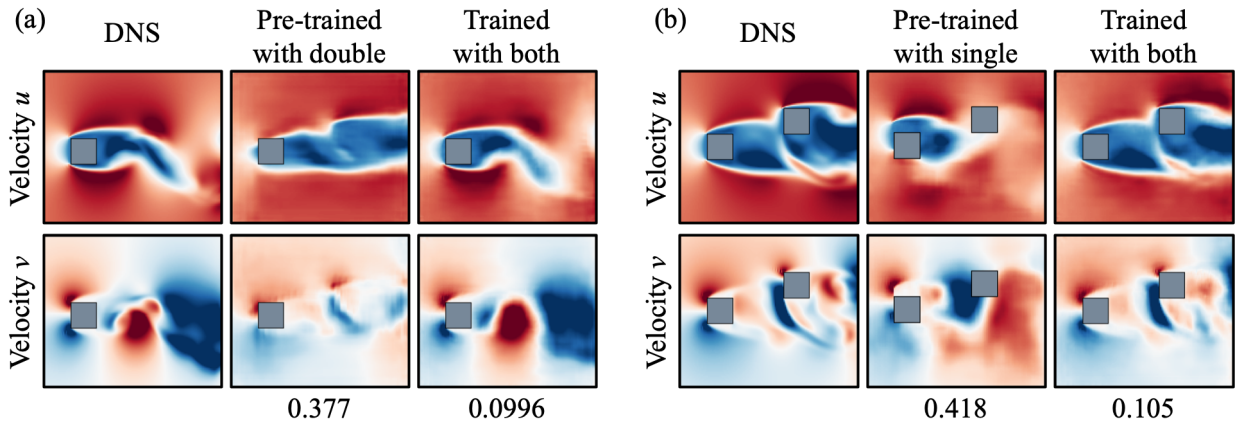 (a)
DNS
Pre-trained
with double
Trained
with both
Velocity u
Velocity v
0.377
0.0996
(b)
DNS
Pre-trained
with single
Trained
with both
Velocity u
Velocity v
0.418
0.105